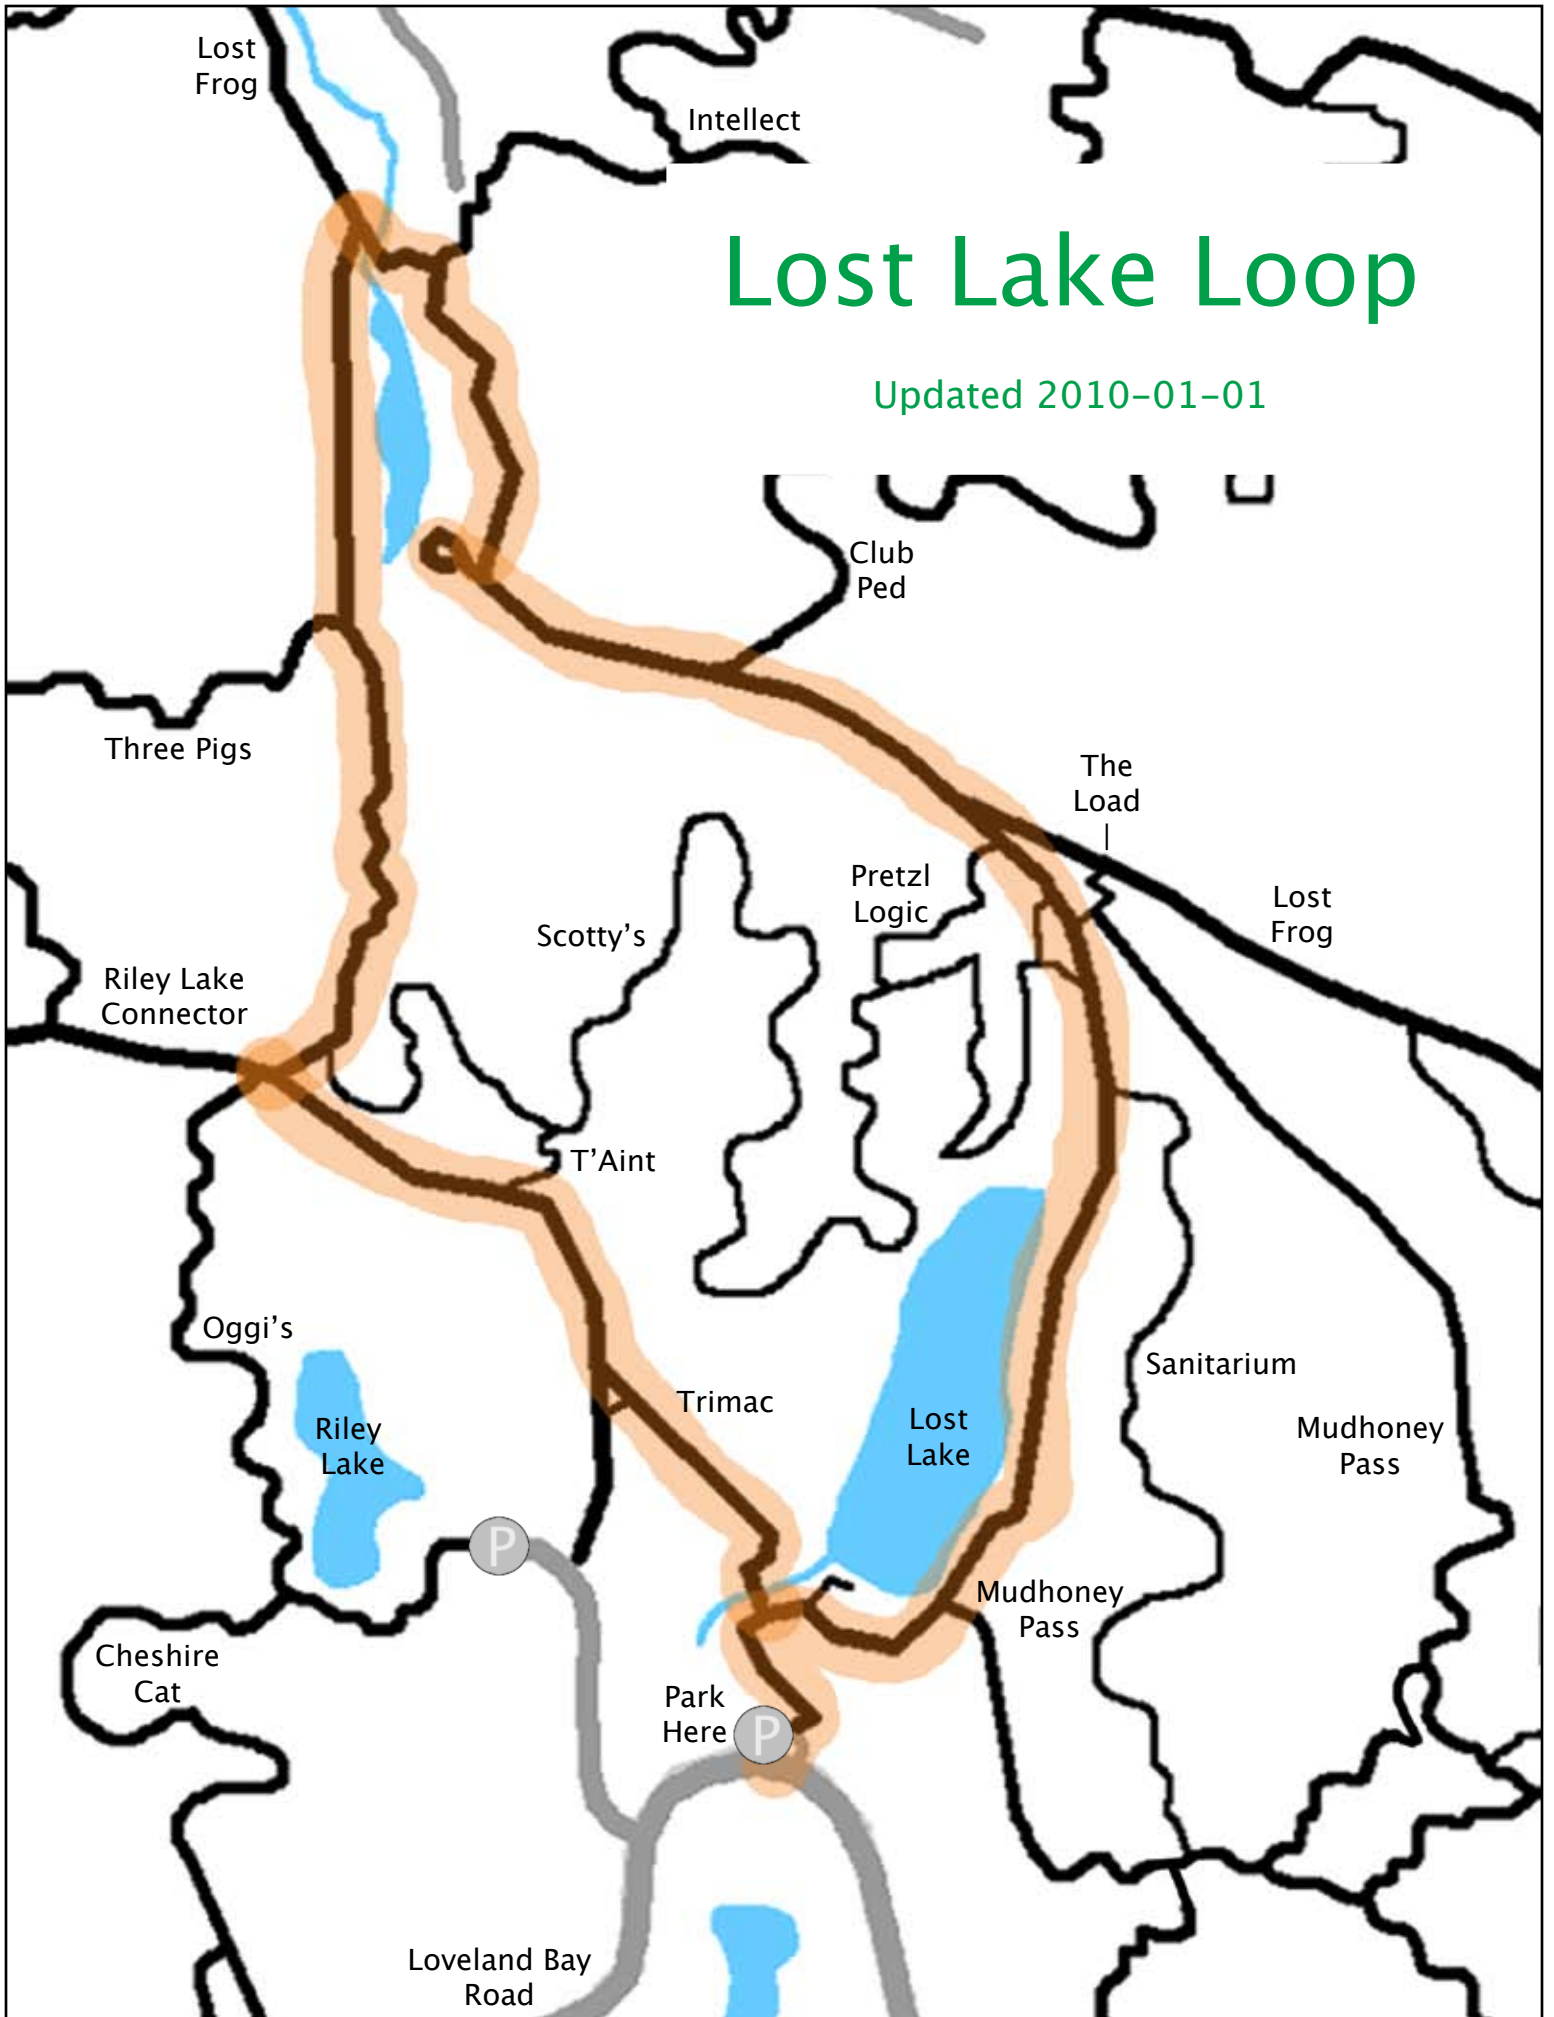 Lost
Frog
Intellect
Lost Lake Loop
Updated 2010-01-01
Club
Ped
Three Pigs
The
Load
Pretzl
Logic
Lost
Frog
Scotty's
Riley Lake
Connector
T'Aint
Oggi's
Sanitarium
Trimac
Lost
Lake
Riley
Lake
Mudhoney
Pass
P
Mudhoney
Pass
Cheshire
Cat
Park
Here
P
Loveland Bay
Road